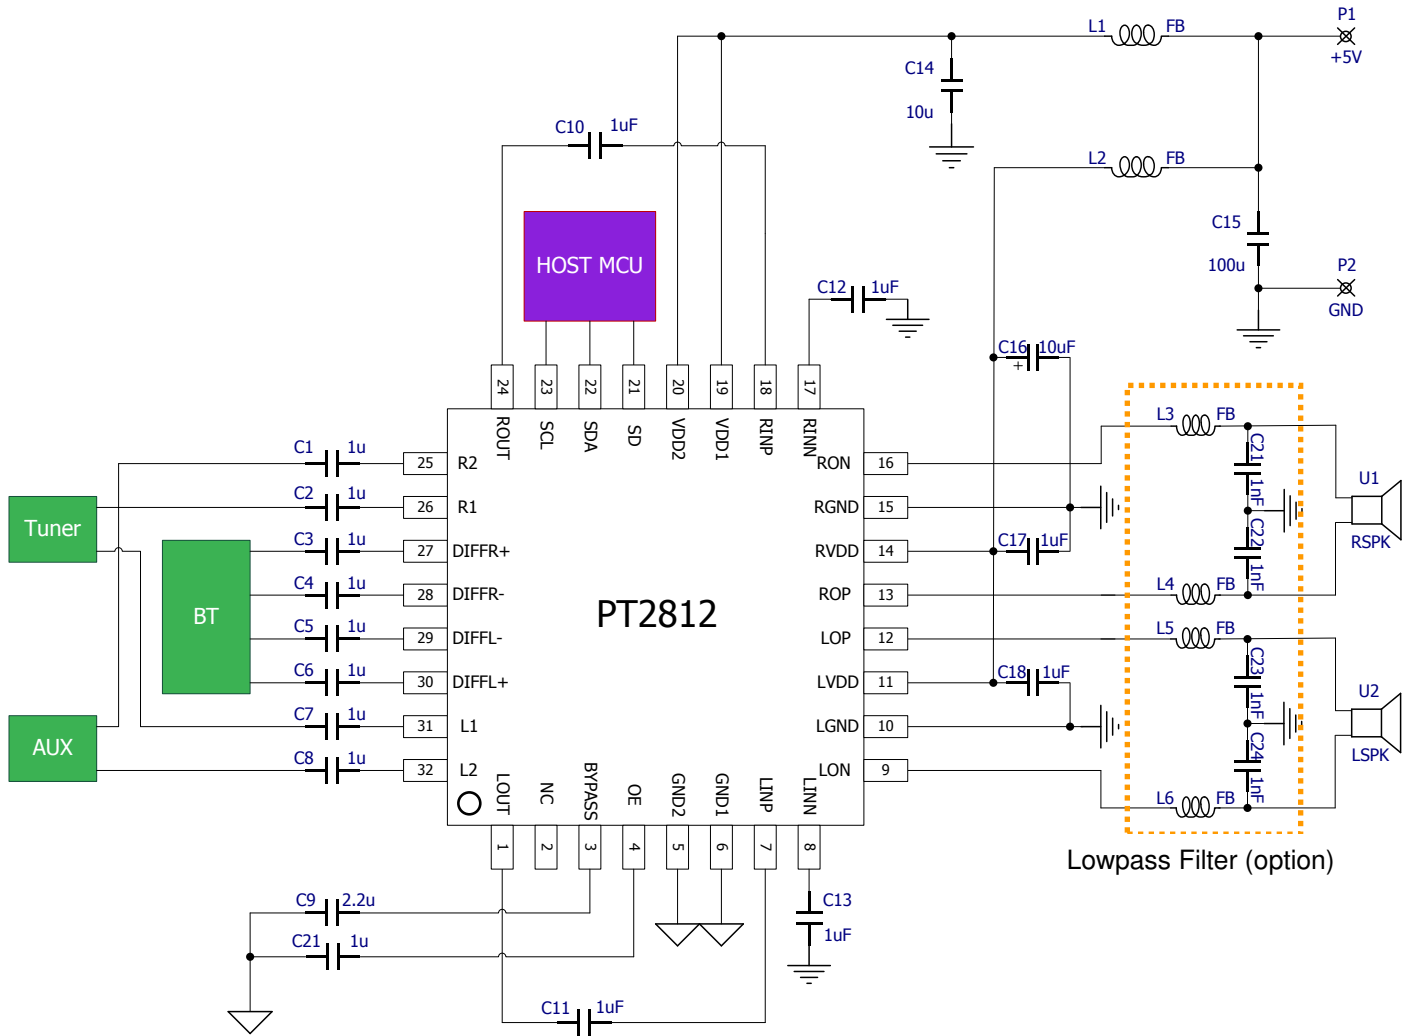 P1
L1 FB
+5V
C14
10u
C10 1uF
L2 FB
C15
100u
HOST MCU
P2
GND
C12 1uF
C16 10uF
+
24 23 22 21 20 19 18 17
ROUT SCL SDA SD VDD2 VDD1 RINP RINN
L3 FB
C21
1nF
C1 1u 25 R2
RON 16
U1
C2 1u 26 R1
RGND 15
Tuner
C3 1u 27 DIFFR+
RVDD 14 C17 1uF
C22
1nF
RSPK
C4 1u 28 DIFFR-
ROP 13 L4 FB
BT
PT2812
C5 1u 29 DIFFL-
LOP 12 L5 FB
C6 1u 30 DIFFL+
LVDD 11 C18 1uF
C23
1nF
U2
C7 1u 31 L1
LGND 10
AUX
C24
1nF
LSPK
C8 1u 32 L2
LON 9 L6 FB
LOUT NC BYPASS OE GND2 GND1 LINP LINN
1 2 3 4 5 6 7 8
Lowpass Filter (option)
C9 2.2u
C13
1uF
C21 1u
C11 1uF